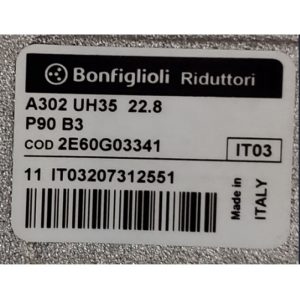 Bonfiglioli Riduttori
A302 UH35 22.8
P90 B3
COD 2E60G03341
IT03
11 IT03207312551
Made in
ITALY